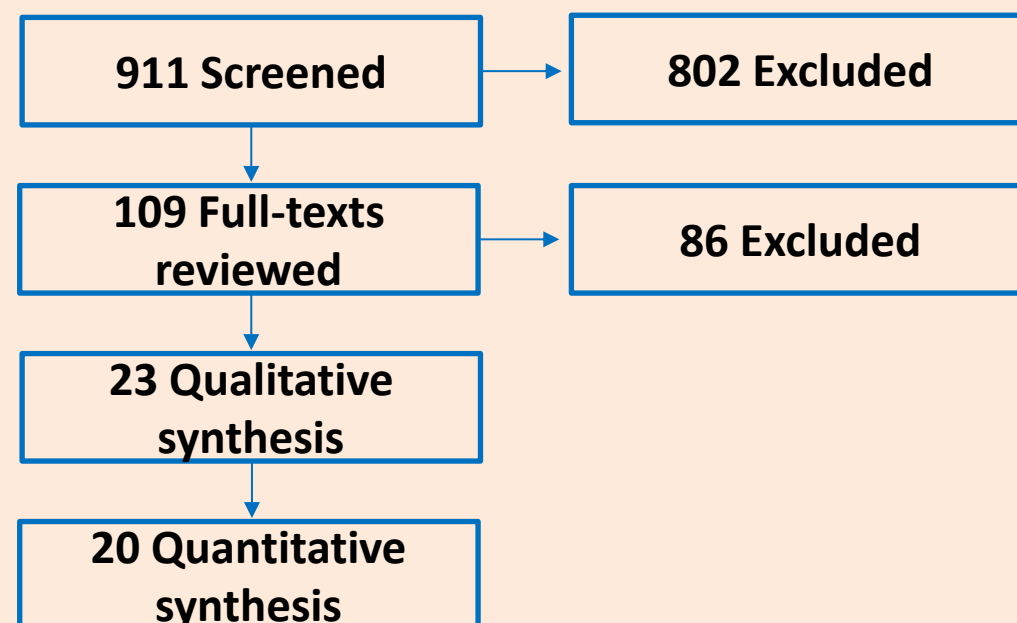 911 Screened
802 Excluded
109 Full-texts
reviewed
86 Excluded
23 Qualitative
synthesis
20 Quantitative
synthesis